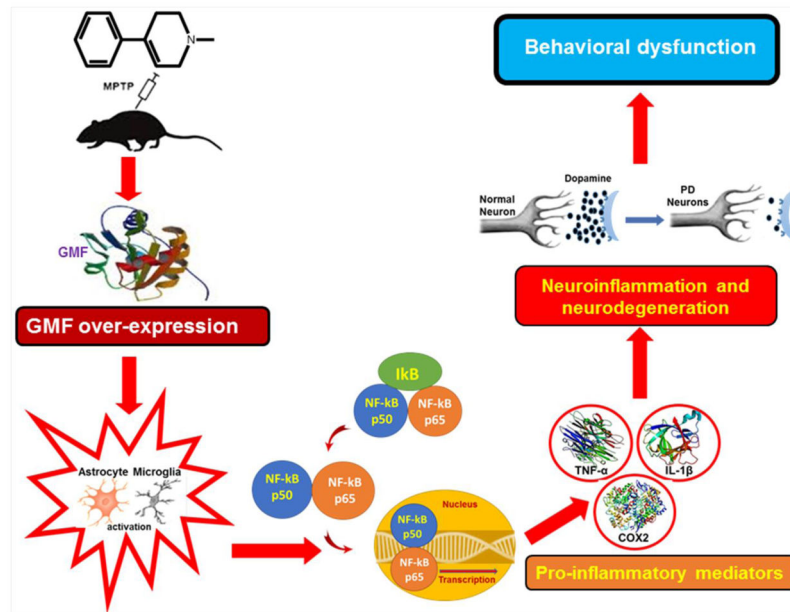 N
MPTP
GMF
GMF over-expression
Astrocyte Microglia
activation
IkB
NF-kB
p50
NF-kB
p65
NF-kB
p50
NF-kB
p65
Nucleus
NF-kB
p50
NF-kB
p65
Transcription
TNF-α
IL-1β
COX2
Pro-inflammatory mediators
Neuroinflammation and
neurodegeneration
Normal
Neuron
Dopamine
PD
Neurons
Behavioral dysfunction